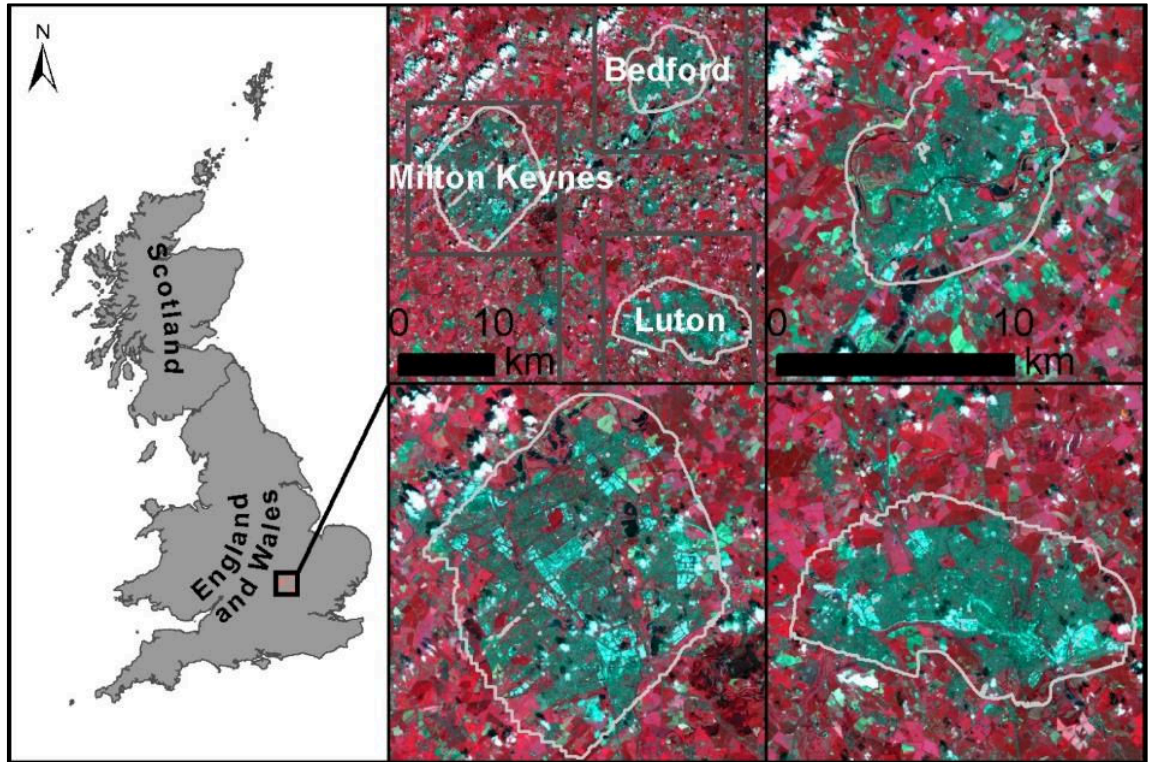 N
Scotland
England
and Wales
Bedford
Milton Keynes
Luton
0 10
km
0 10
km